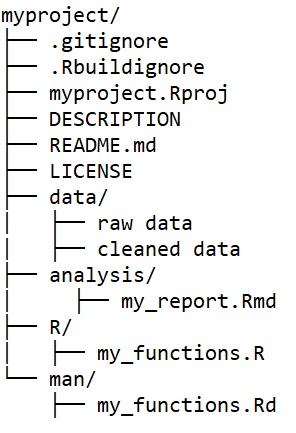 myproject/
├── .gitignore
├── .Rbuildignore
├── myproject.Rproj
├── DESCRIPTION
├── README.md
├── LICENSE
├── data/
│   ├── raw data
│   ├── cleaned data
├── analysis/
│     ├── my_report.Rmd
├── R/
│   ├── my_functions.R
└── man/
    ├── my_functions.Rd